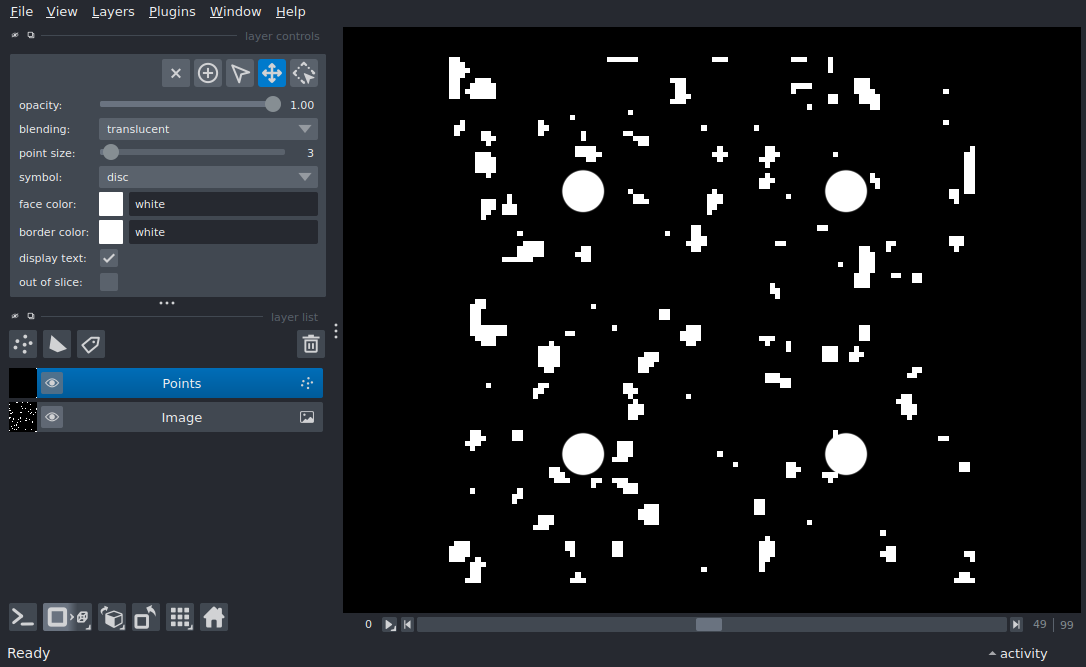 File View Layers Plugins Window Help
layer controls
opacity: 1.00
blending: translucent
point size: 3
symbol: disc
face color: white
border color: white
display text:
out of slice:
layer list
Points
Image
0 49 99
Ready activity